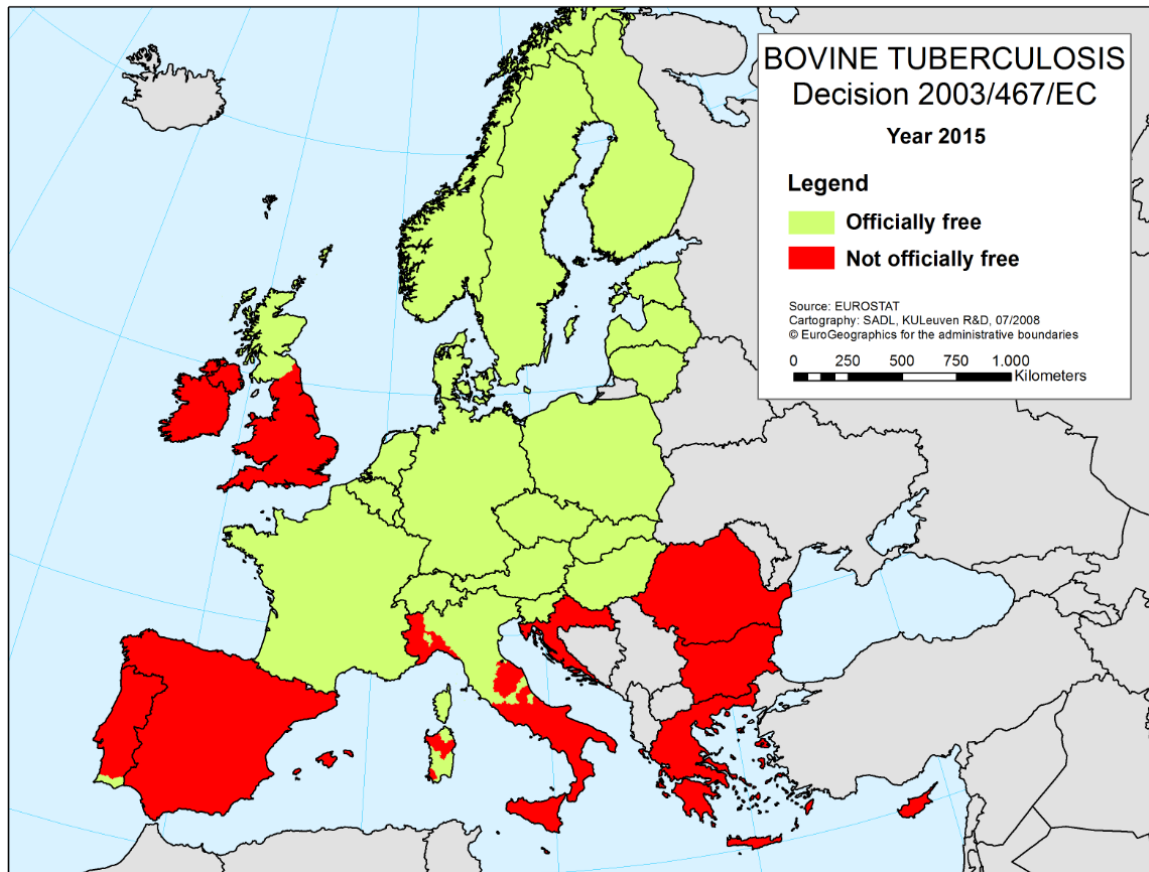 BOVINE TUBERCULOSIS
Decision 2003/467/EC
Year 2015
Legend
Officially free
Not officially free
Source: EUROSTAT
Cartography: SADL, KULeuven R&D, 07/2008
© EuroGeographics for the administrative boundaries
0 250 500 750 1.000
Kilometers